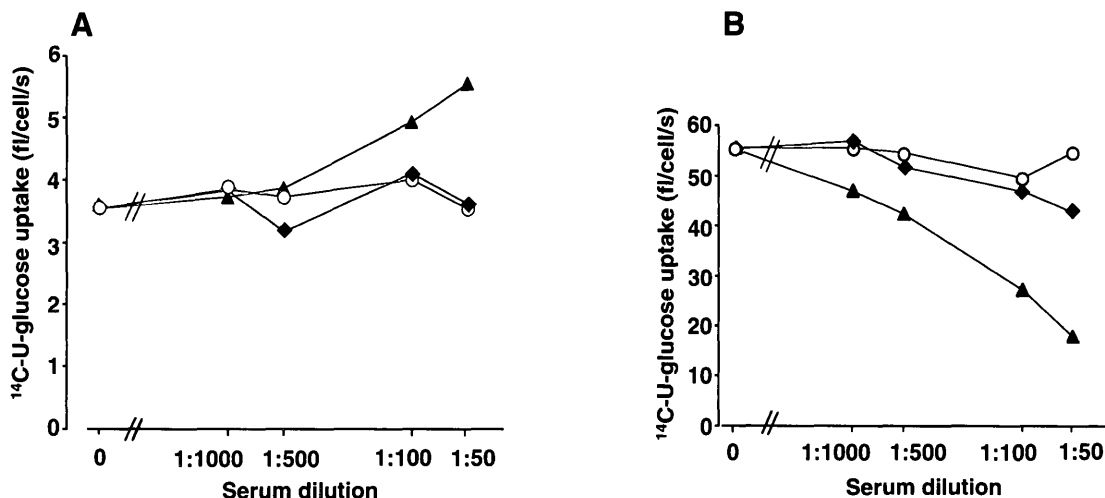 A
¹⁴C-U-glucose uptake (fl/cell/s)
6
5
4
3
2
1
0
0 1:1000 1:500 1:100 1:50
Serum dilution
B
¹⁴C-U-glucose uptake (fl/cell/s)
60
50
40
30
20
10
0
0 1:1000 1:500 1:100 1:50
Serum dilution